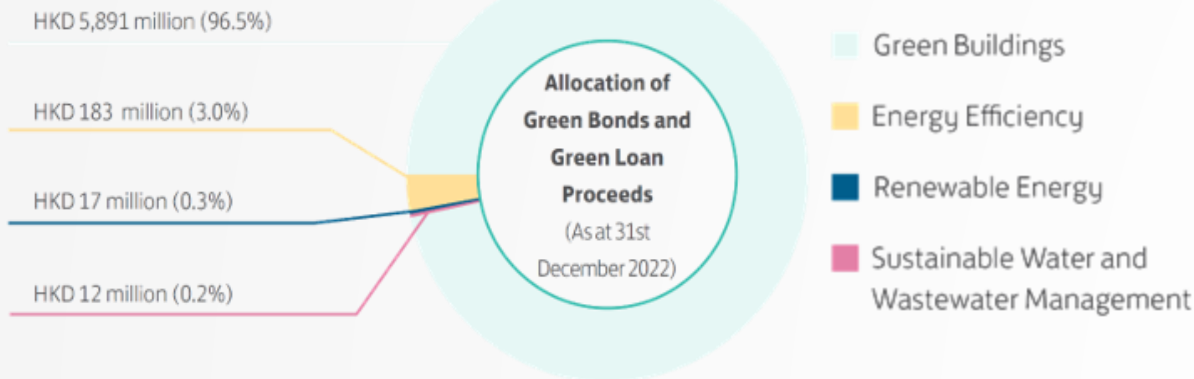 HKD 5,891 million (96.5%)
HKD 183 million (3.0%)
HKD 17 million (0.3%)
HKD 12 million (0.2%)
Allocation of
Green Bonds and
Green Loan
Proceeds
(As at 31st
December 2022)
Green Buildings
Energy Efficiency
Renewable Energy
Sustainable Water and
Wastewater Management